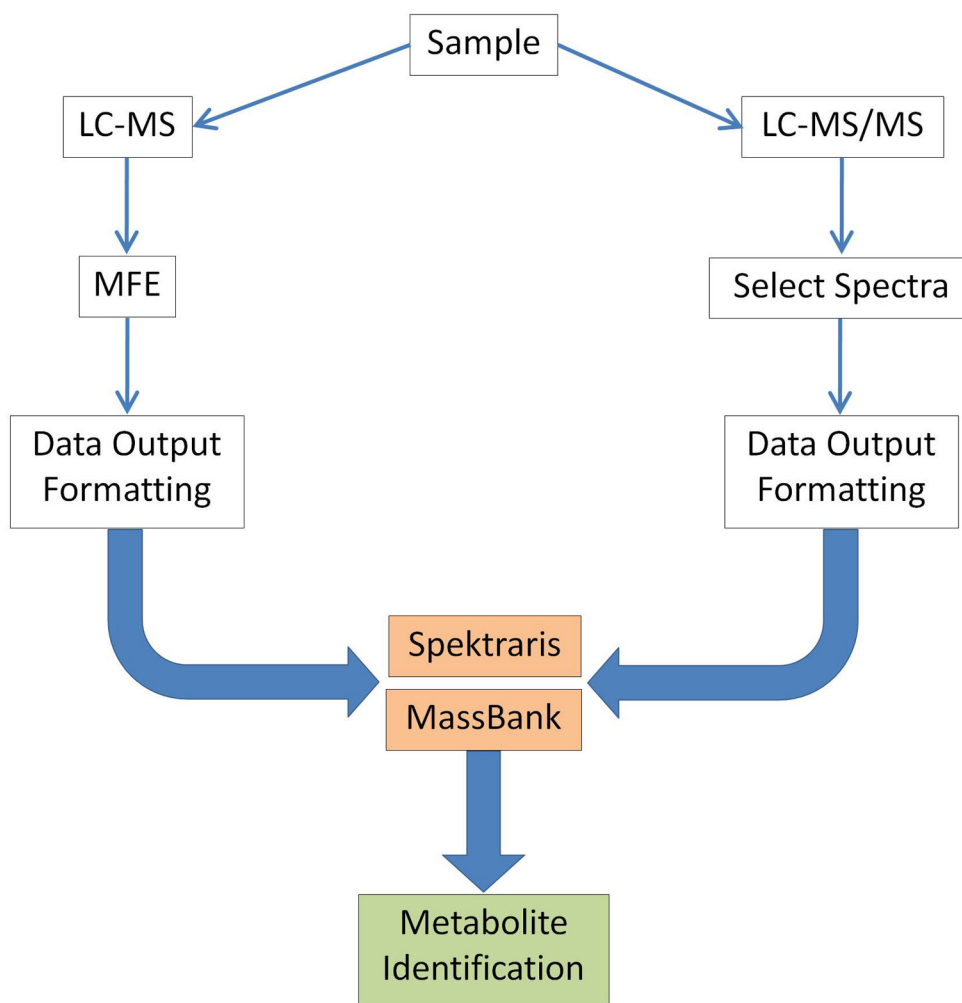 Sample
LC-MS
LC-MS/MS
MFE
Select Spectra
Data Output
Formatting
Data Output
Formatting
Spektraris
MassBank
Metabolite
Identification